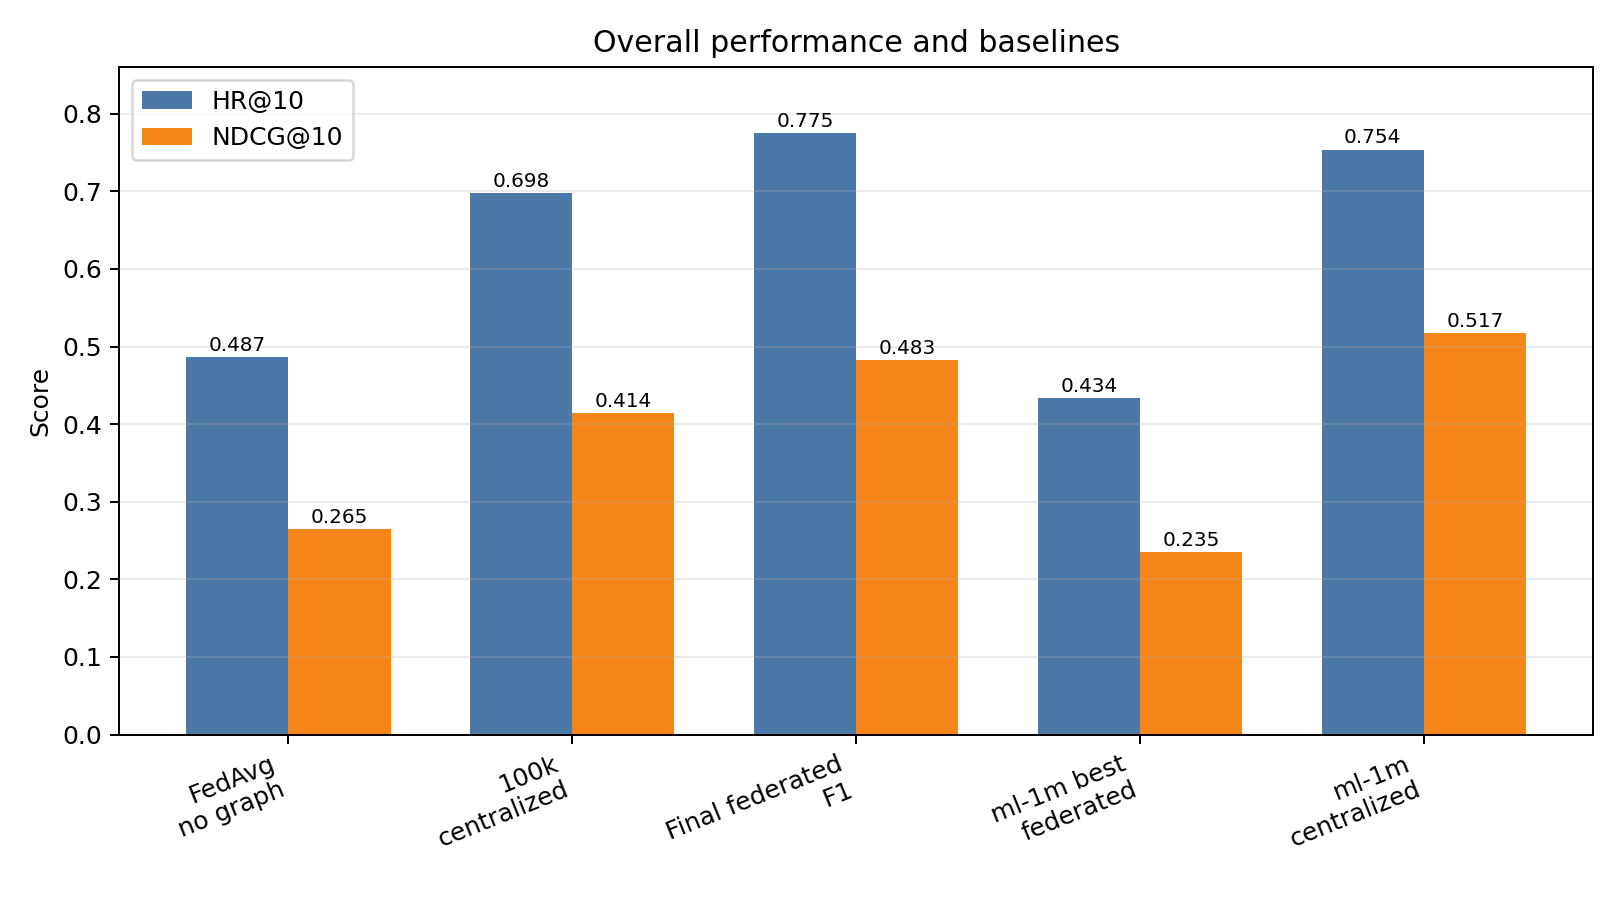 Overall performance and baselines
HR@10
NDCG@10
Score
0.8
0.7
0.6
0.5
0.4
0.3
0.2
0.1
0.0
0.487
0.265
0.698
0.414
0.775
0.483
0.434
0.235
0.754
0.517
FedAvg
no graph
100k
centralized
Final federated
F1
ml-1m best
federated
ml-1m
centralized